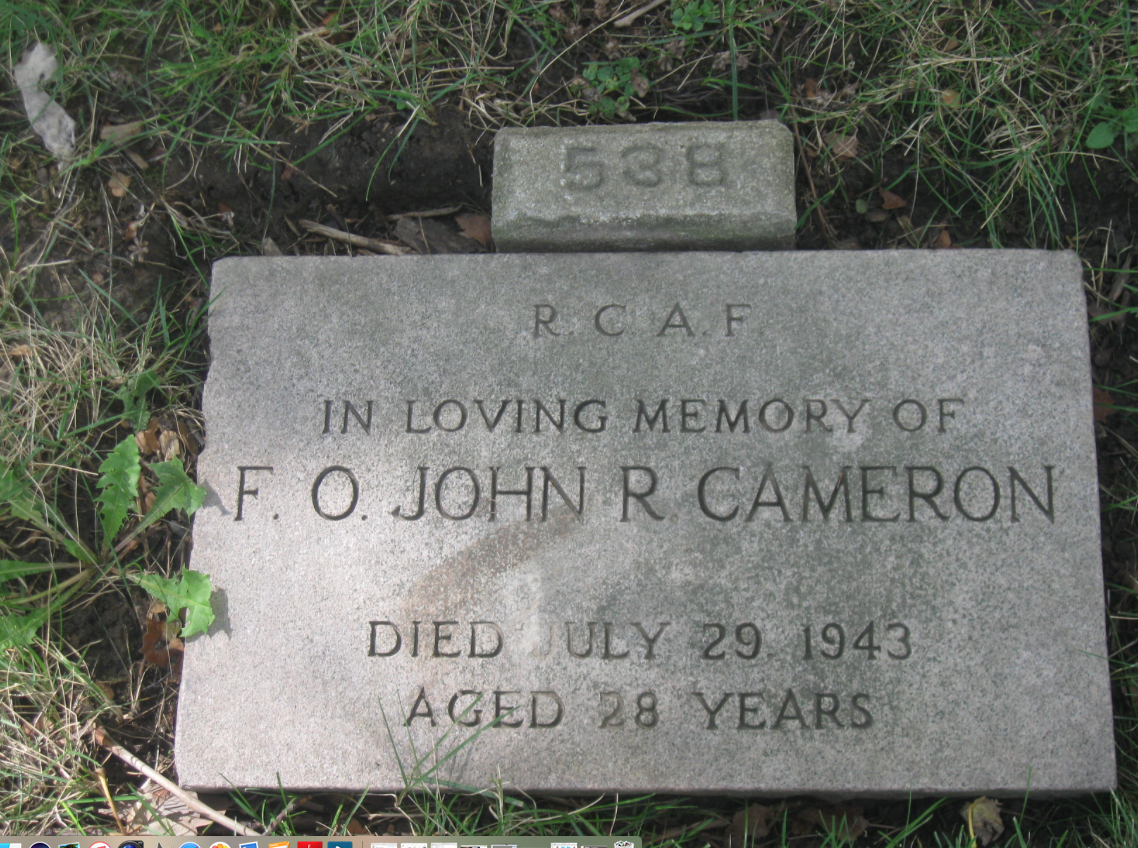 538
R. C. A. F.
IN LOVING MEMORY OF
F. O. JOHN R. CAMERON
DIED JULY 29. 1943
AGED 28 YEARS